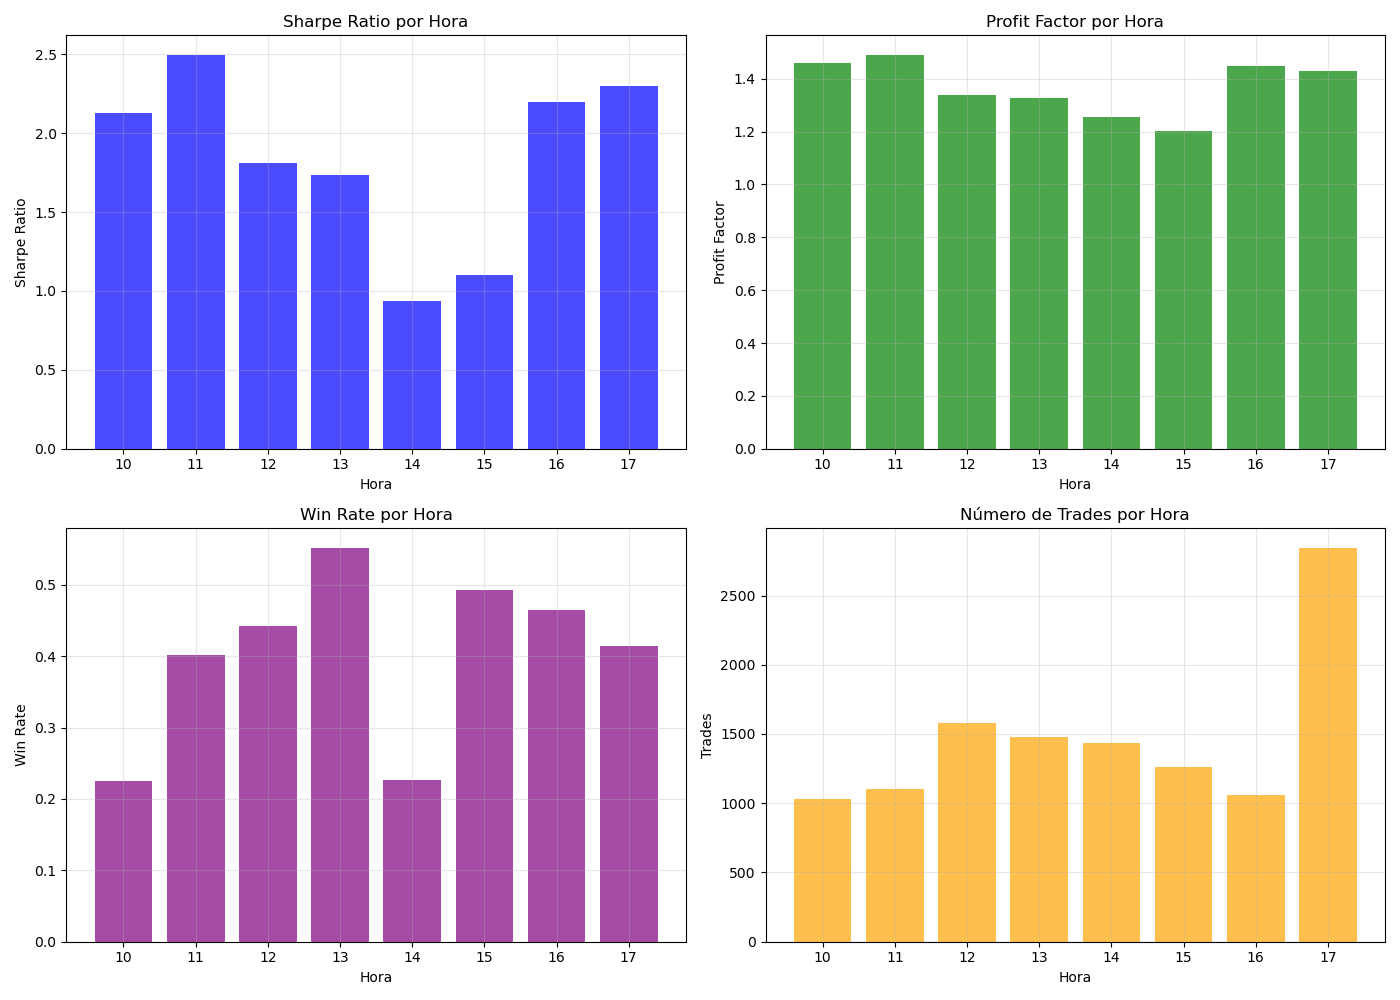 Sharpe Ratio por Hora
Sharpe Ratio
2.5
2.0
1.5
1.0
0.5
0.0
10 11 12 13 14 15 16 17
Hora
Profit Factor por Hora
Profit Factor
1.4
1.2
1.0
0.8
0.6
0.4
0.2
0.0
10 11 12 13 14 15 16 17
Hora
Win Rate por Hora
Win Rate
0.5
0.4
0.3
0.2
0.1
0.0
10 11 12 13 14 15 16 17
Hora
Número de Trades por Hora
Trades
2500
2000
1500
1000
500
0
10 11 12 13 14 15 16 17
Hora